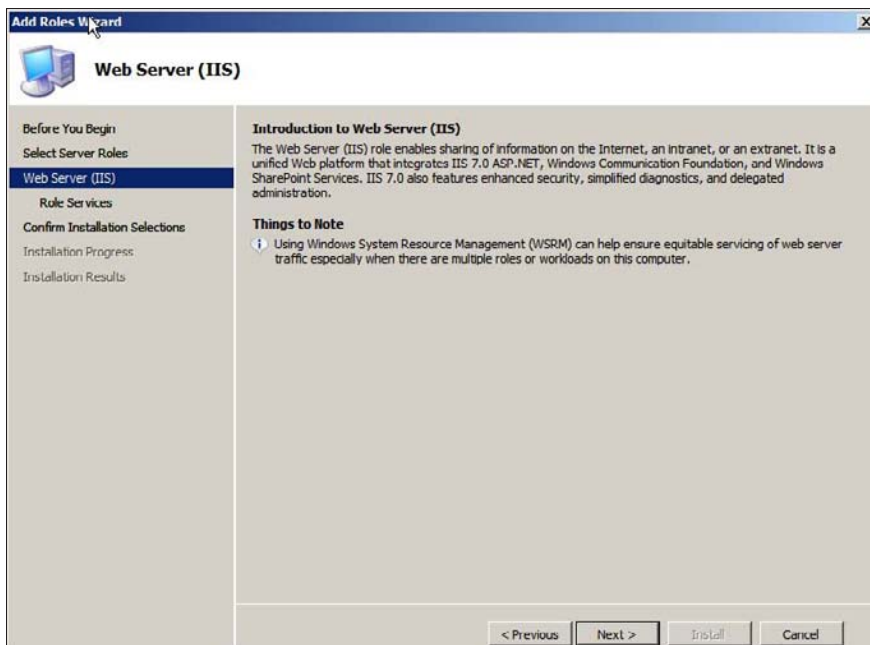 Add Roles Wizard
Web Server (IIS)
Before You Begin
Select Server Roles
Web Server (IIS)
Role Services
Confirm Installation Selections
Installation Progress
Installation Results
Introduction to Web Server (IIS)
The Web Server (IIS) role enables sharing of information on the Internet, an intranet, or an extranet. It is a
unified Web platform that integrates IIS 7.0 ASP.NET, Windows Communication Foundation, and Windows
SharePoint Services. IIS 7.0 also features enhanced security, simplified diagnostics, and delegated
administration.
Things to Note
Using Windows System Resource Management (WSRM) can help ensure equitable servicing of web server
traffic especially when there are multiple roles or workloads on this computer.
< Previous
Next >
Install
Cancel